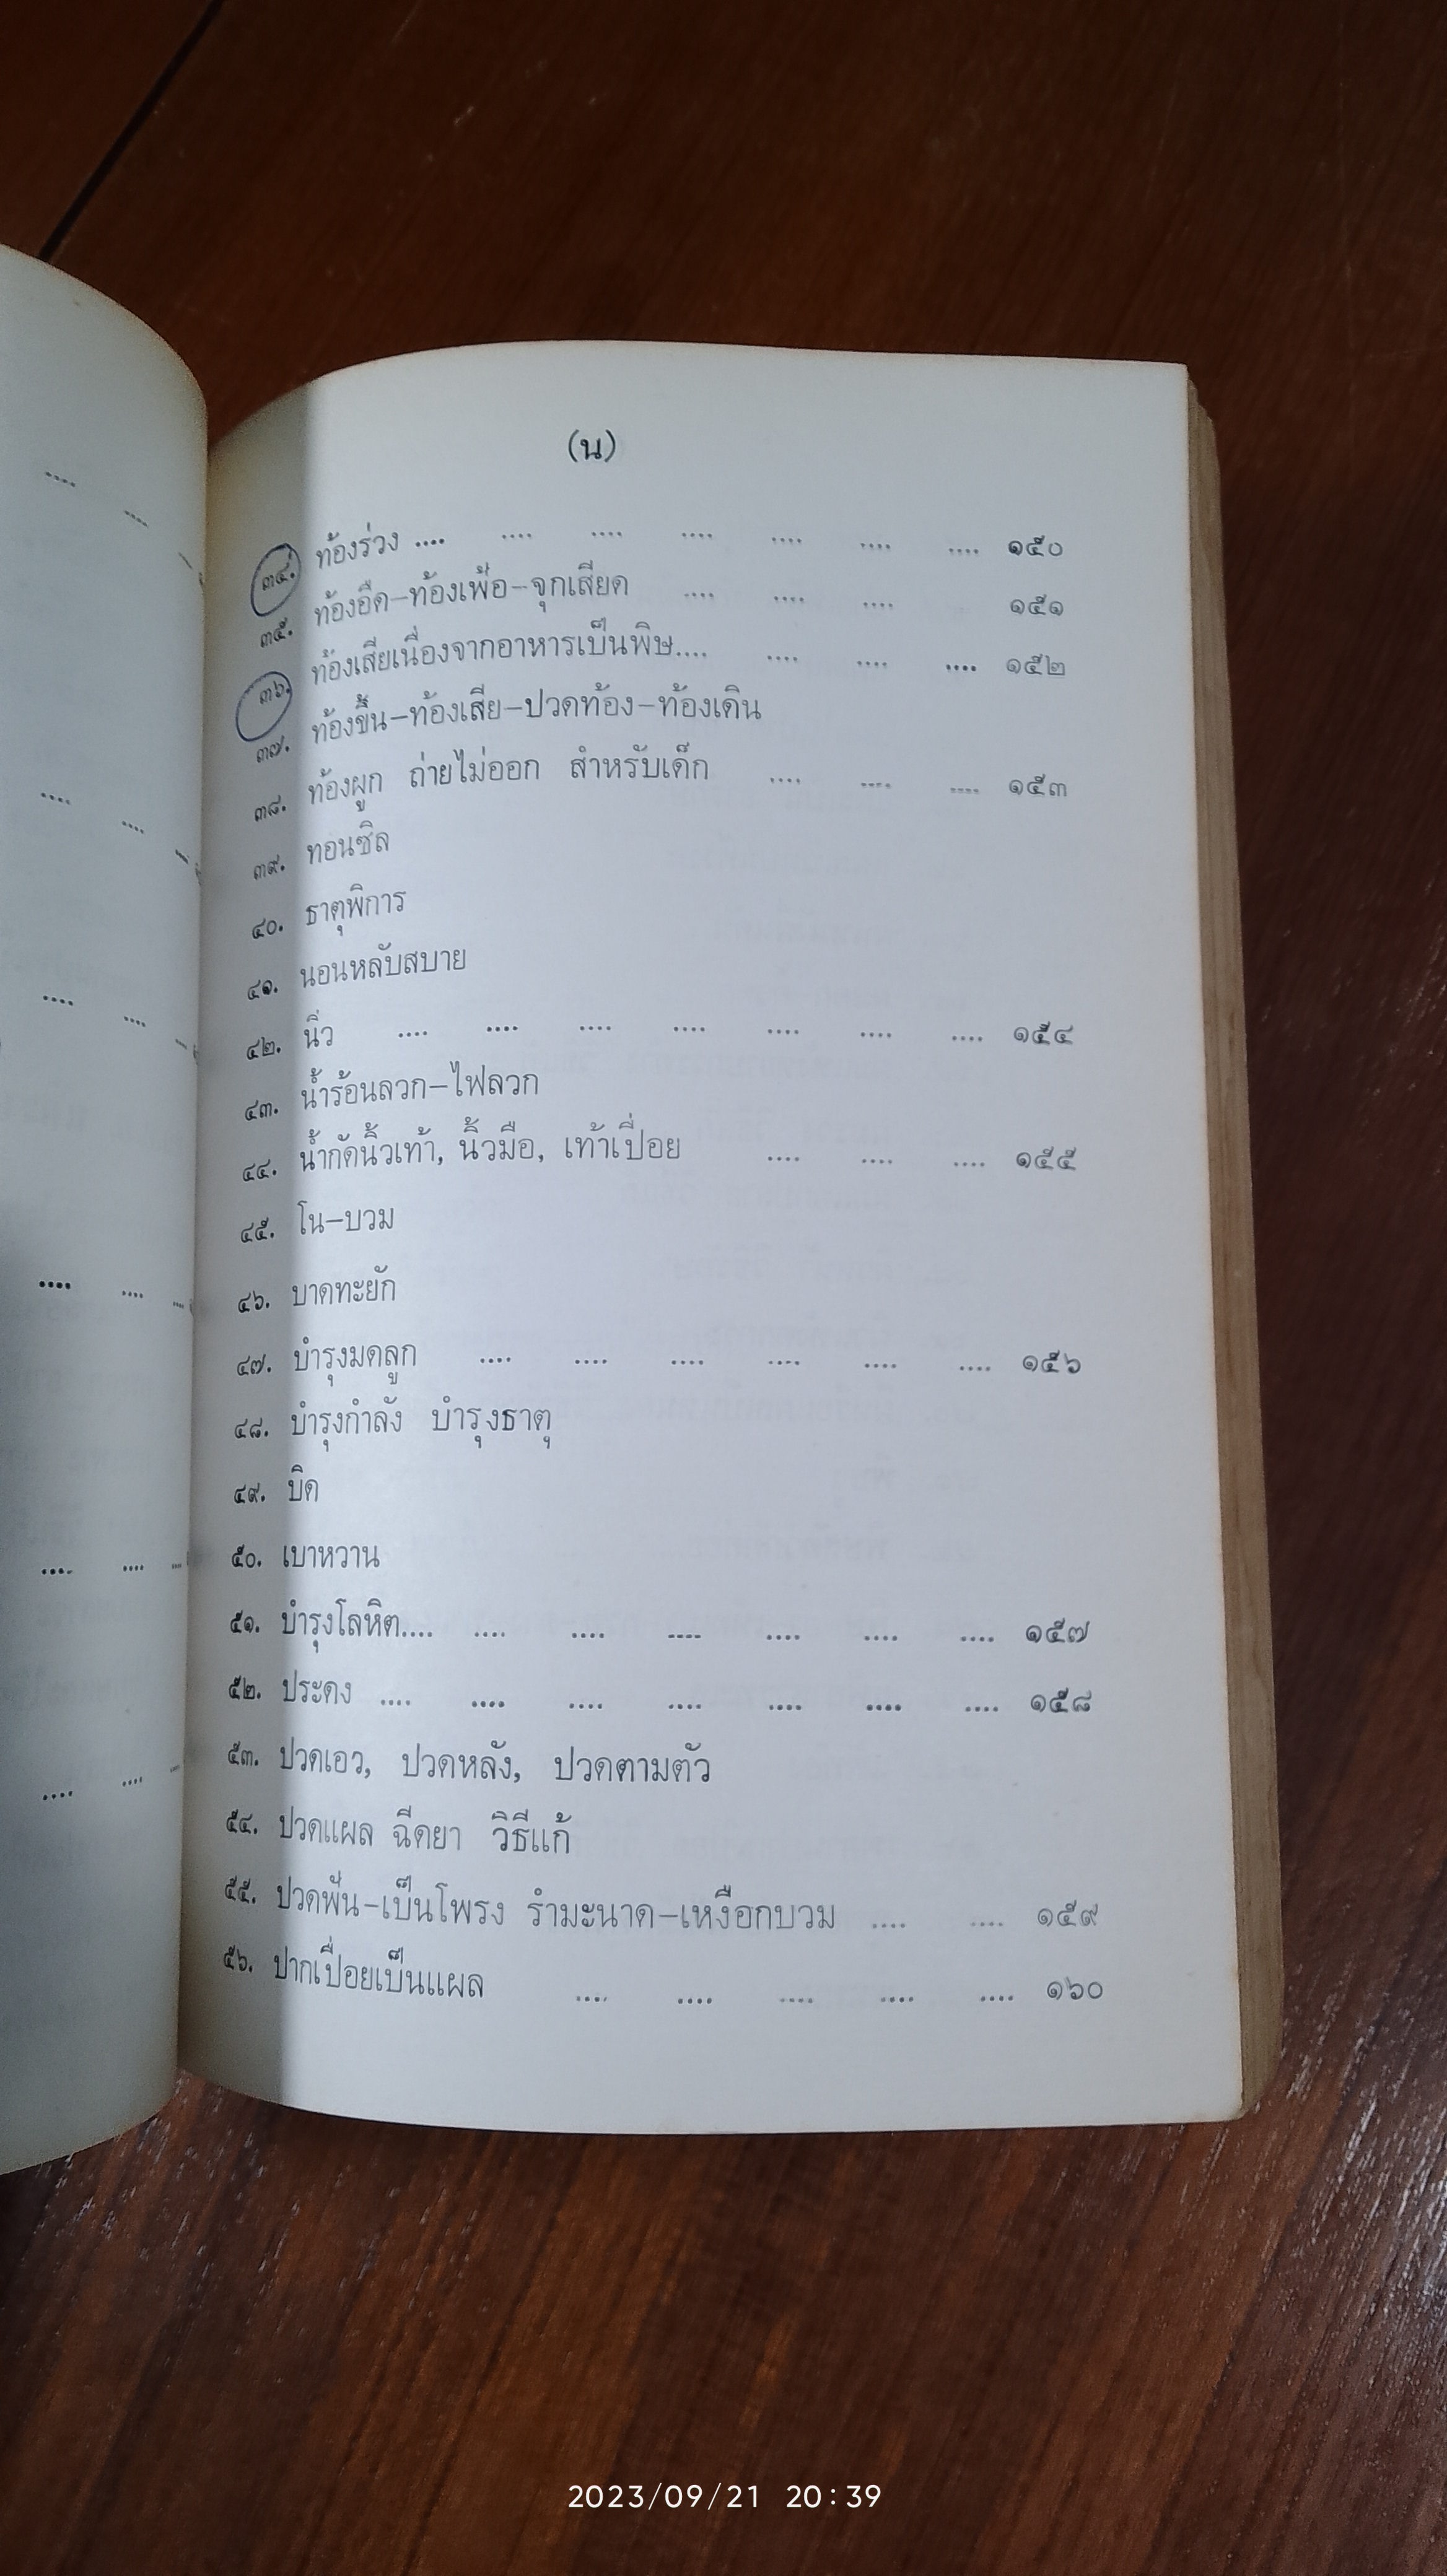 (น)
๓๔. ท้องร่วง .... .... .... .... .... .... .... ๑๕๐
๓๕. ท้องอืด-ท้องเฟ้อ-จุกเสียด .... .... .... ๑๕๑
๓๖. ท้องเสียเนื่องจากอาหารเป็นพิษ.... .... .... .... ๑๕๒
๓๗. ท้องขึ้น-ท้องเสีย-ปวดท้อง-ท้องเดิน
๓๘. ท้องผูก ถ่ายไม่ออก สำหรับเด็ก .... .... .... ๑๕๓
๓๙. ทอนซิล
๔๐. ธาตุพิการ
๔๑. นอนหลับสบาย
๔๒. นิ่ว .... .... .... .... .... .... .... ๑๕๔
๔๓. น้ำร้อนลวก-ไฟลวก
๔๔. น้ำกัดนิ้วเท้า, นิ้วมือ, เท้าเปื่อย .... .... .... ๑๕๕
๔๕. โน-บวม
๔๖. บาดทะยัก
๔๗. บำรุงมดลูก .... .... .... .... .... .... ๑๕๖
๔๘. บำรุงกำลัง บำรุงธาตุ
๔๙. บิด
๕๐. เบาหวาน
๕๑. บำรุงโลหิต.... .... .... .... .... .... .... ๑๕๗
๕๒. ประดง .... .... .... .... .... .... .... ๑๕๘
๕๓. ปวดเอว, ปวดหลัง, ปวดตามตัว
๕๔. ปวดแผล ฉีดยา วิธีแก้
๕๕. ปวดฟัน-เป็นโพรง รำมะนาด-เหงือกบวม .... .... ๑๕๙
๕๖. ปากเปื่อยเป็นแผล .... .... .... .... .... ๑๖๐
2023/09/21 20:39